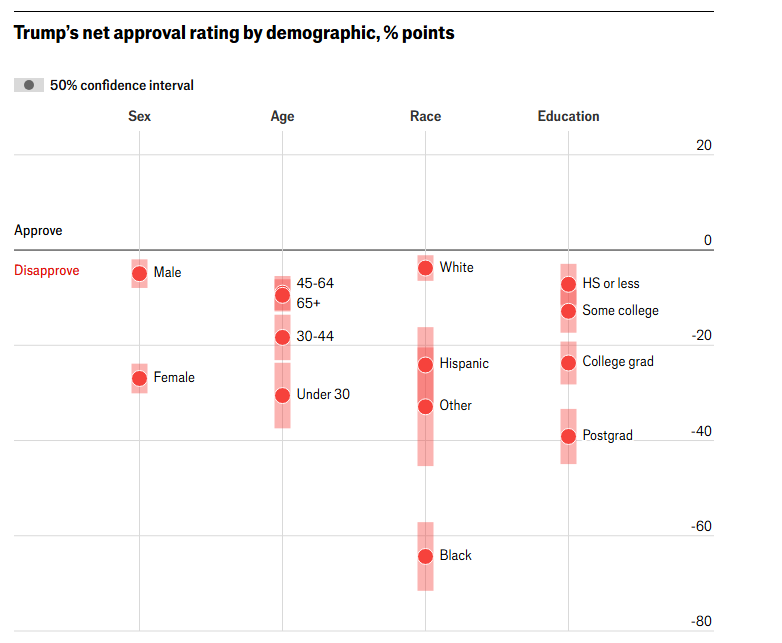 Trump's net approval rating by demographic, % points
50% confidence interval
Sex
Age
Race
Education
20
Approve
0
Disapprove
Male
45-64
65+
30-44
Under 30
Female
White
Hispanic
Other
Black
HS or less
Some college
College grad
Postgrad
-20
-40
-60
-80